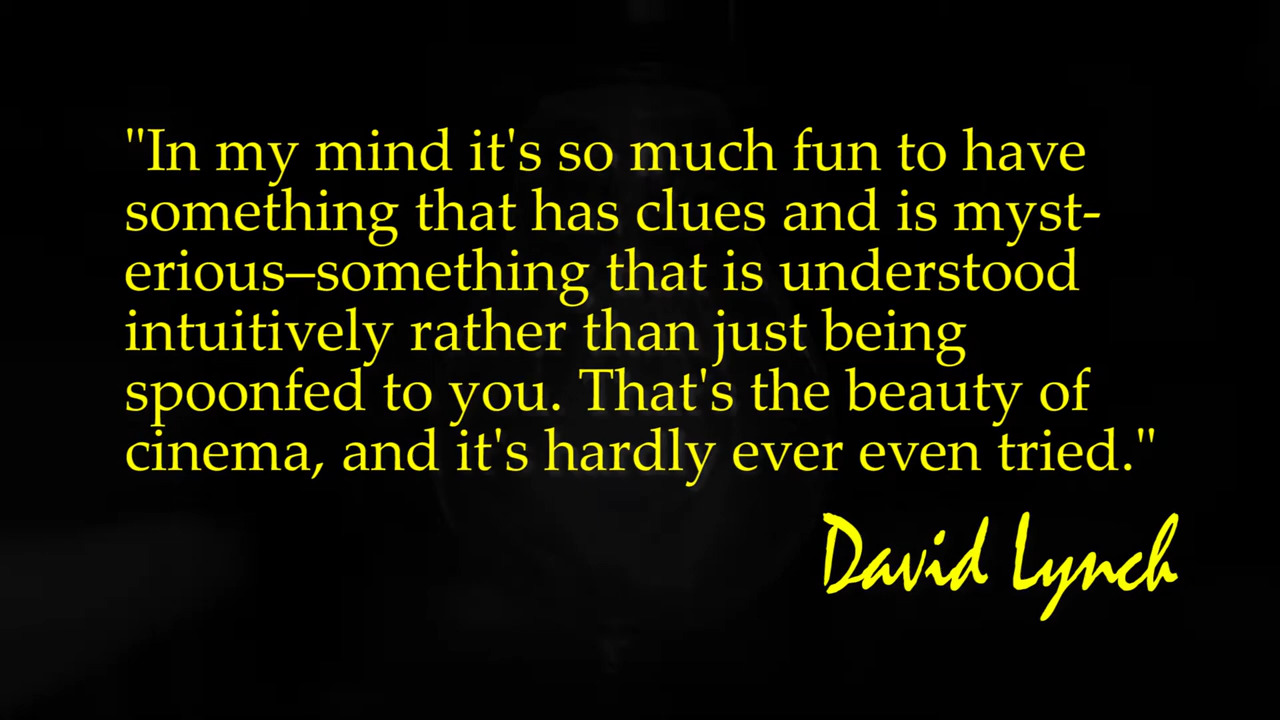 "In my mind it's so much fun to have
something that has clues and is myst-
erious–something that is understood
intuitively rather than just being
spoonfed to you. That's the beauty of
cinema, and it's hardly ever even tried."
David Lynch